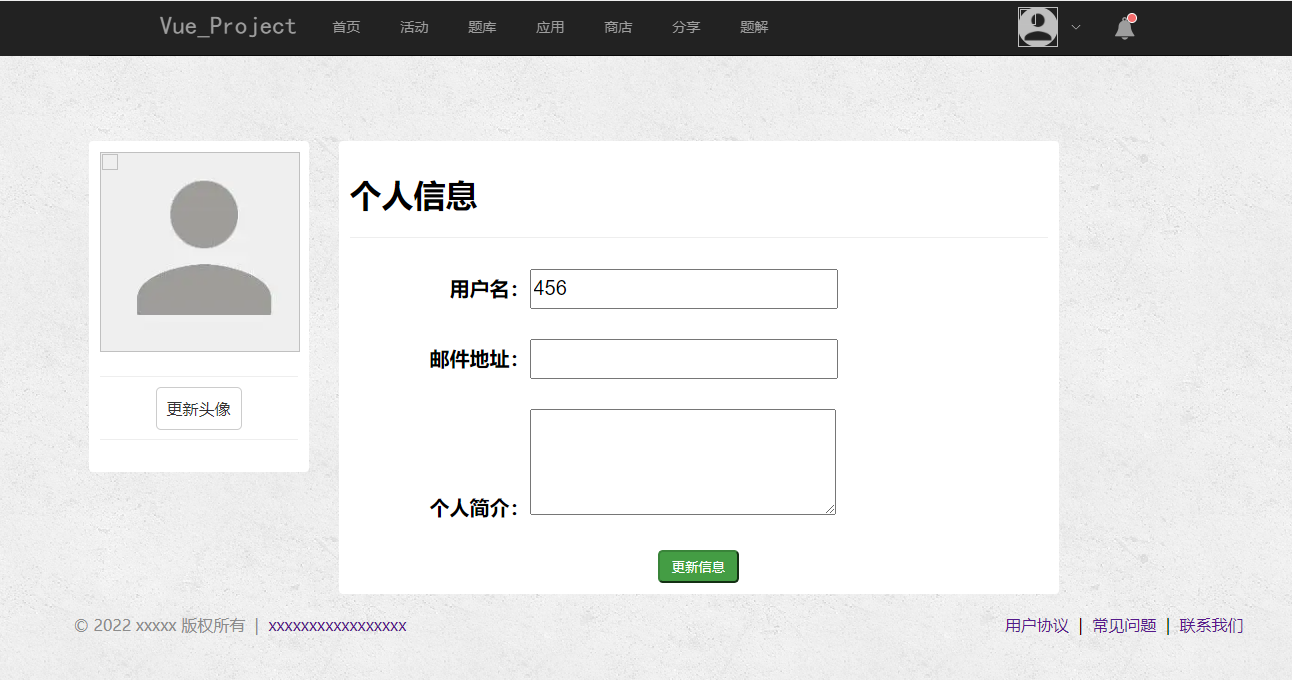 Vue_Project 首页 活动 题库 应用 商店 分享 题解
更新头像
个人信息
用户名： 456
邮件地址：
个人简介：
更新信息
© 2022 xxxxx 版权所有 | xxxxxxxxxxxxxxxxx
用户协议 | 常见问题 | 联系我们